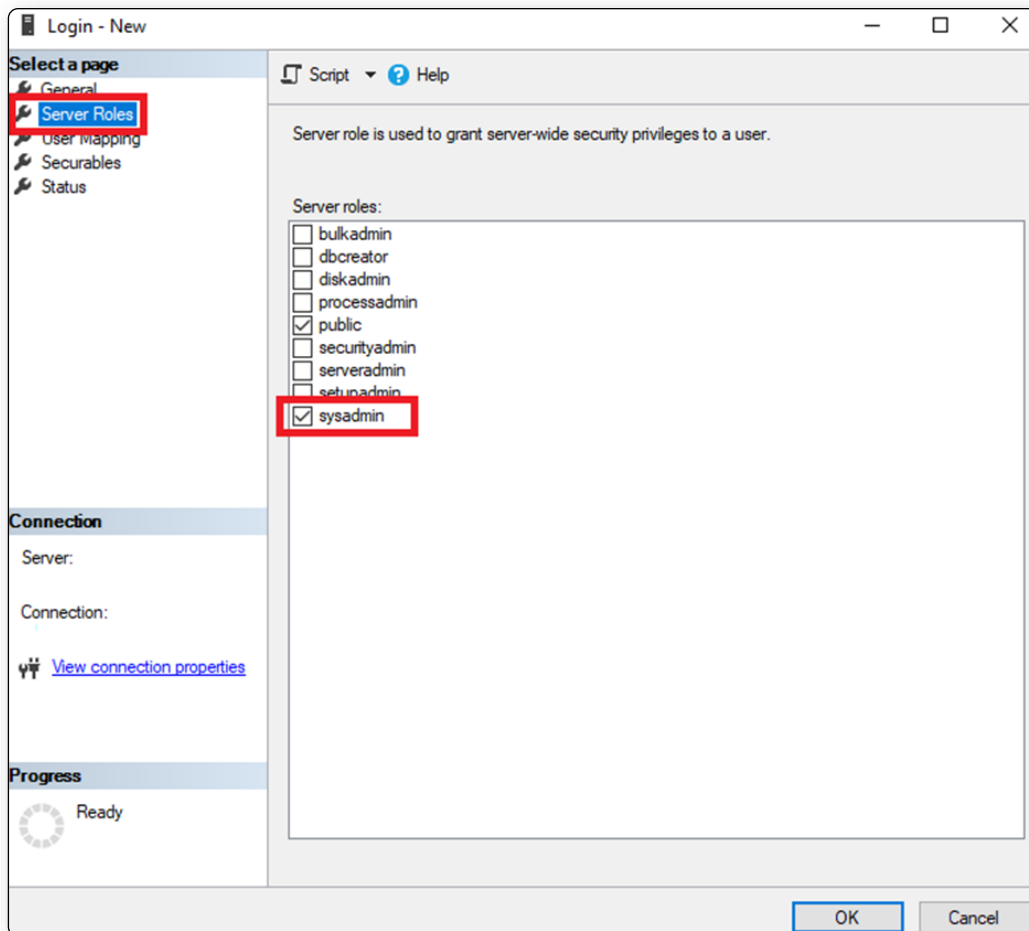 Login - New
Select a page
General
Server Roles
User Mapping
Securables
Status
Script
Help
Server role is used to grant server-wide security privileges to a user.
Server roles:
bulkadmin
dbcreator
diskadmin
processadmin
public
securityadmin
serveradmin
setupadmin
sysadmin
Connection
Server:
Connection:
View connection properties
Progress
Ready
OK
Cancel